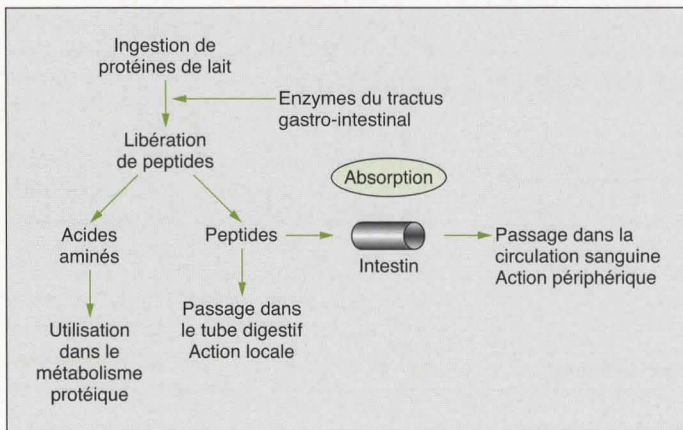 Ingestion de
protéines de lait
Enzymes du tractus
gastro-intestinal
Libération
de peptides
Absorption
Acides
aminés
Peptides
Intestin
Passage dans la
circulation sanguine
Action périphérique
Utilisation
dans le
métabolisme
protéique
Passage dans
le tube digestif
Action locale